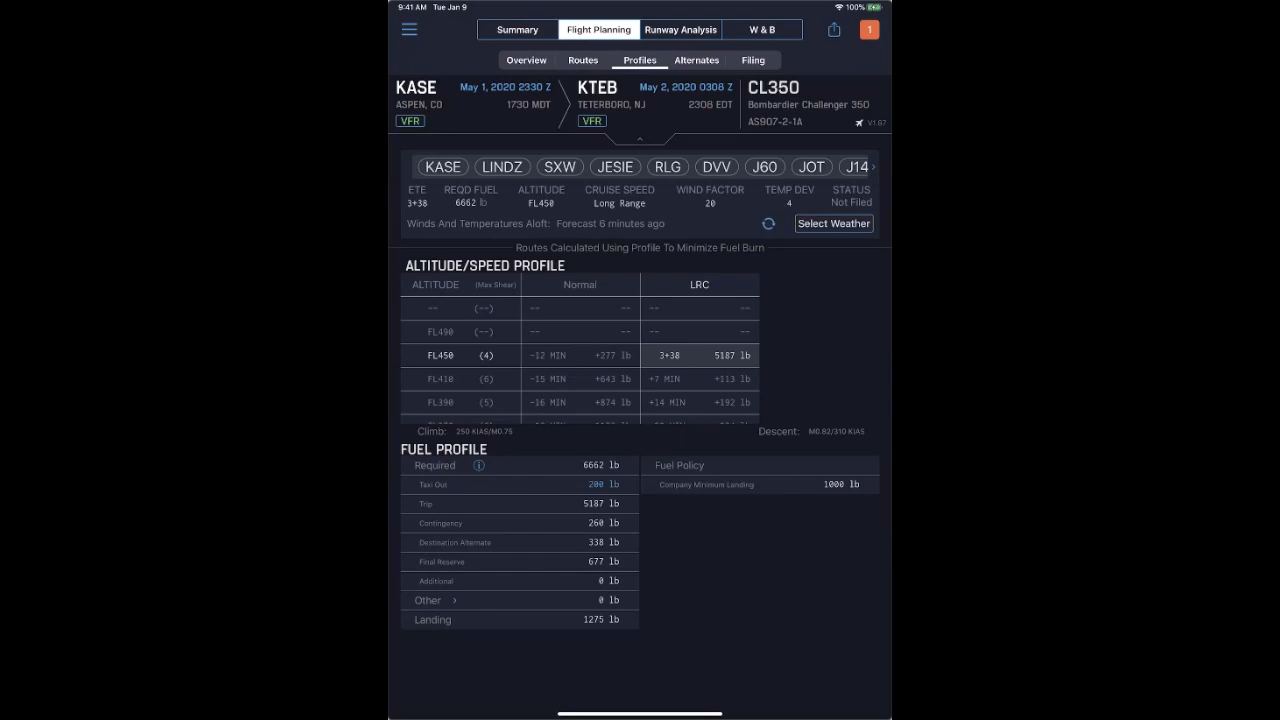 9:41 AM Tue Jan 9 100%
Summary Flight Planning Runway Analysis W & B 1
Overview Routes Profiles Alternates Filing
KASE May 1, 2020 2330 Z KTEB May 2, 2020 0308 Z CL350
ASPEN, CO 1730 MDT TETERBORO, NJ 2308 EDT Bombardier Challenger 350
VFR VFR AS907-2-1A V1.87
KASE LINDZ SXW JESIE RLG DVV J60 JOT J14 ›
ETE REQD FUEL ALTITUDE CRUISE SPEED WIND FACTOR TEMP DEV STATUS
3+38 6662 lb FL450 Long Range 20 4 Not Filed
Winds And Temperatures Aloft: Forecast 6 minutes ago Select Weather
Routes Calculated Using Profile To Minimize Fuel Burn
ALTITUDE/SPEED PROFILE
ALTITUDE (Max Shear) Normal LRC
-- (--) -- -- -- --
FL490 (--) -- -- -- --
FL450 (4) -12 MIN +277 lb 3+38 5187 lb
FL410 (6) -15 MIN +643 lb +7 MIN +113 lb
FL390 (5) -16 MIN +874 lb +14 MIN +192 lb
Climb: 250 KIAS/M0.75 Descent: M0.82/310 KIAS
FUEL PROFILE
Required 6662 lb Fuel Policy
Taxi Out 200 lb Company Minimum Landing 1000 lb
Trip 5187 lb
Contingency 260 lb
Destination Alternate 338 lb
Final Reserve 677 lb
Additional 0 lb
Other › 0 lb
Landing 1275 lb